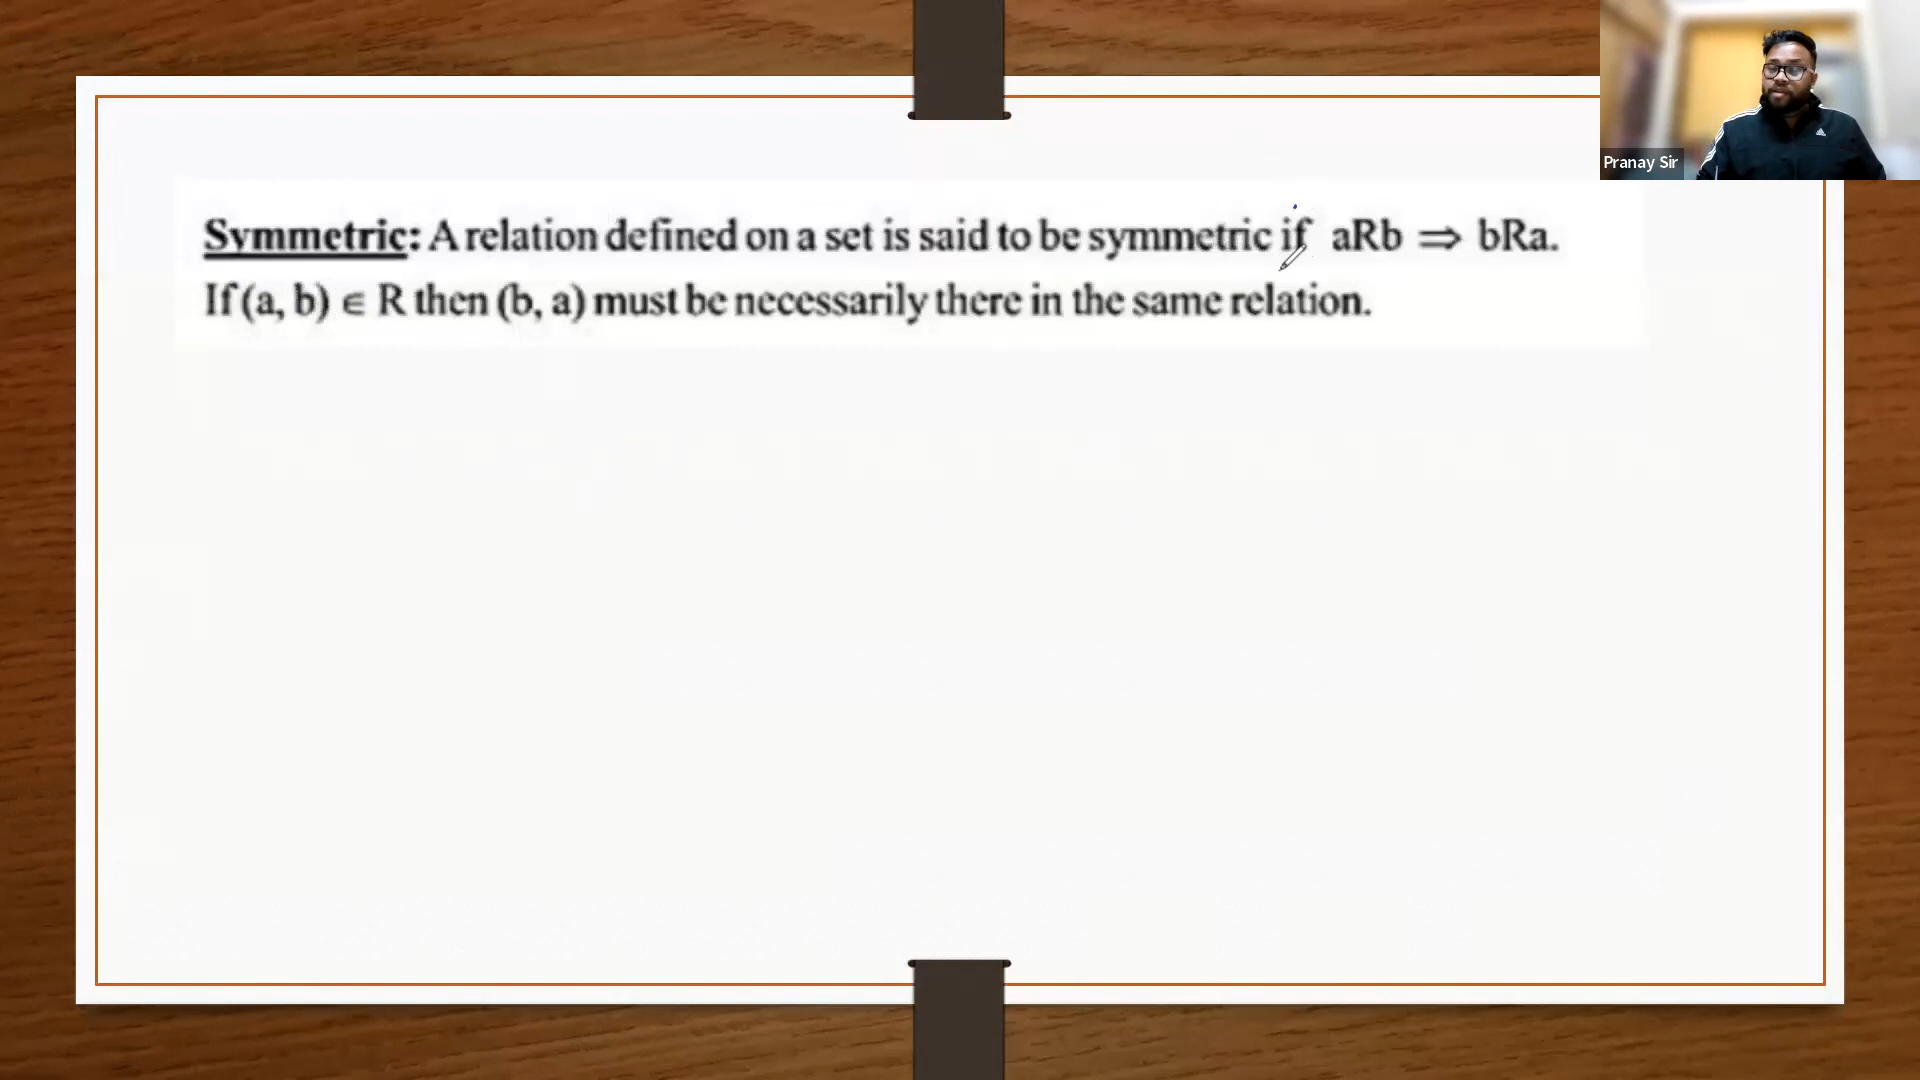 Pranay Sir
Symmetric: A relation defined on a set is said to be symmetric if aRb ⇒ bRa.
If (a, b) ∈ R then (b, a) must be necessarily there in the same relation.